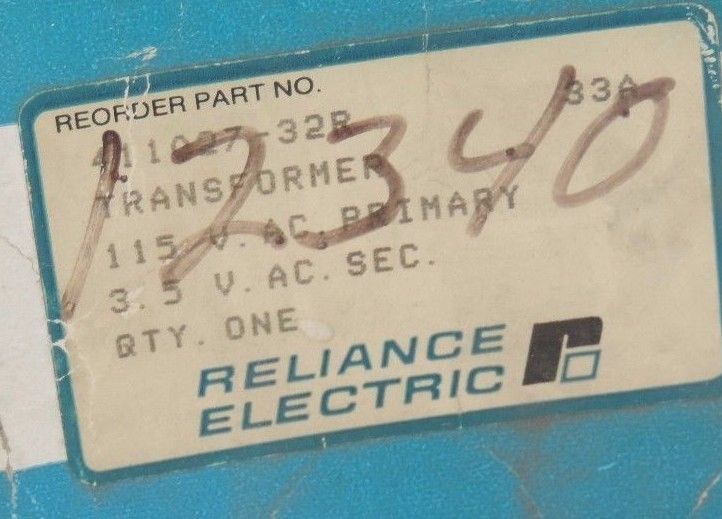 REORDER PART NO.
411027-32R 33A
12340
TRANSFORMER
115 V.AC.PRIMARY
3.5 V.AC.SEC.
QTY. ONE
RELIANCE
ELECTRIC